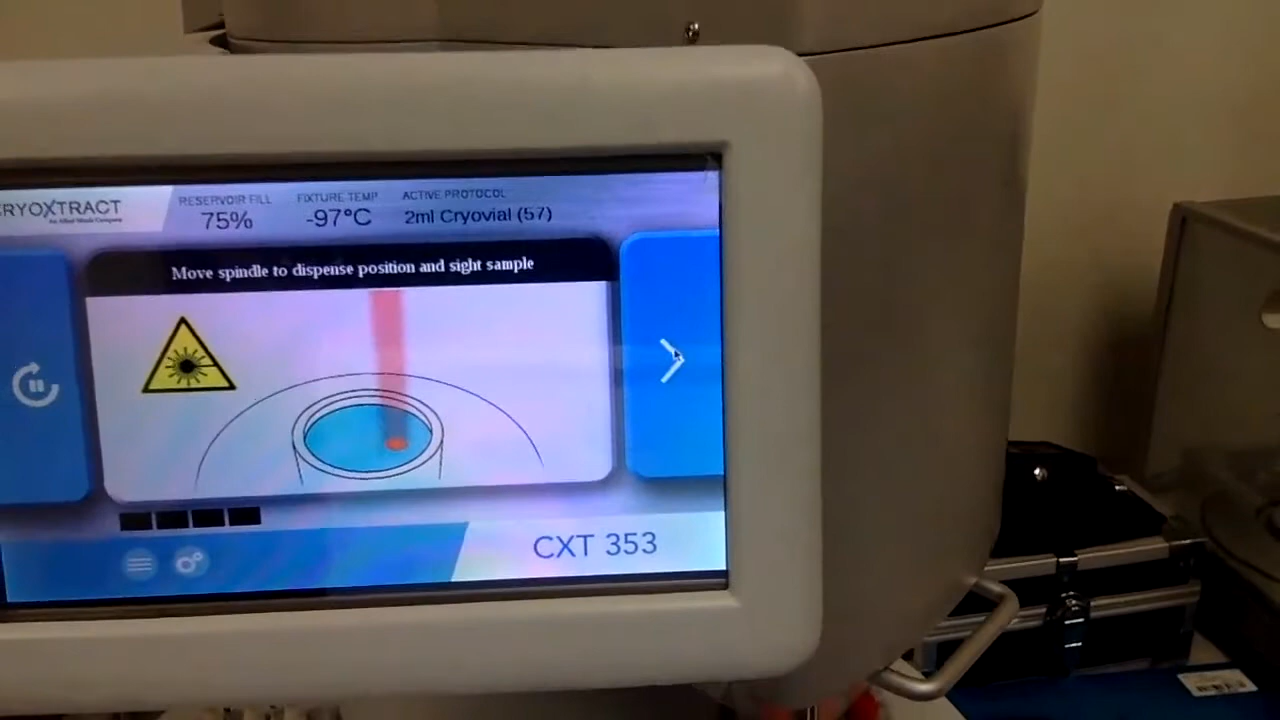 RYOXTRACT
RESERVOIR FILL
75%
FIXTURE TEMP
-97°C
ACTIVE PROTOCOL
2ml Cryovial (57)
Move spindle to dispense position and sight sample
CXT 353